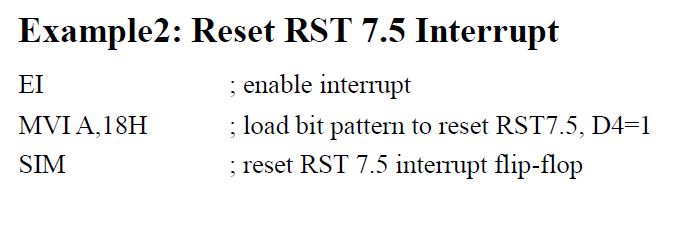 Example2: Reset RST 7.5 Interrupt
EI ; enable interrupt
MVI A,18H ; load bit pattern to reset RST7.5, D4=1
SIM ; reset RST 7.5 interrupt flip-flop